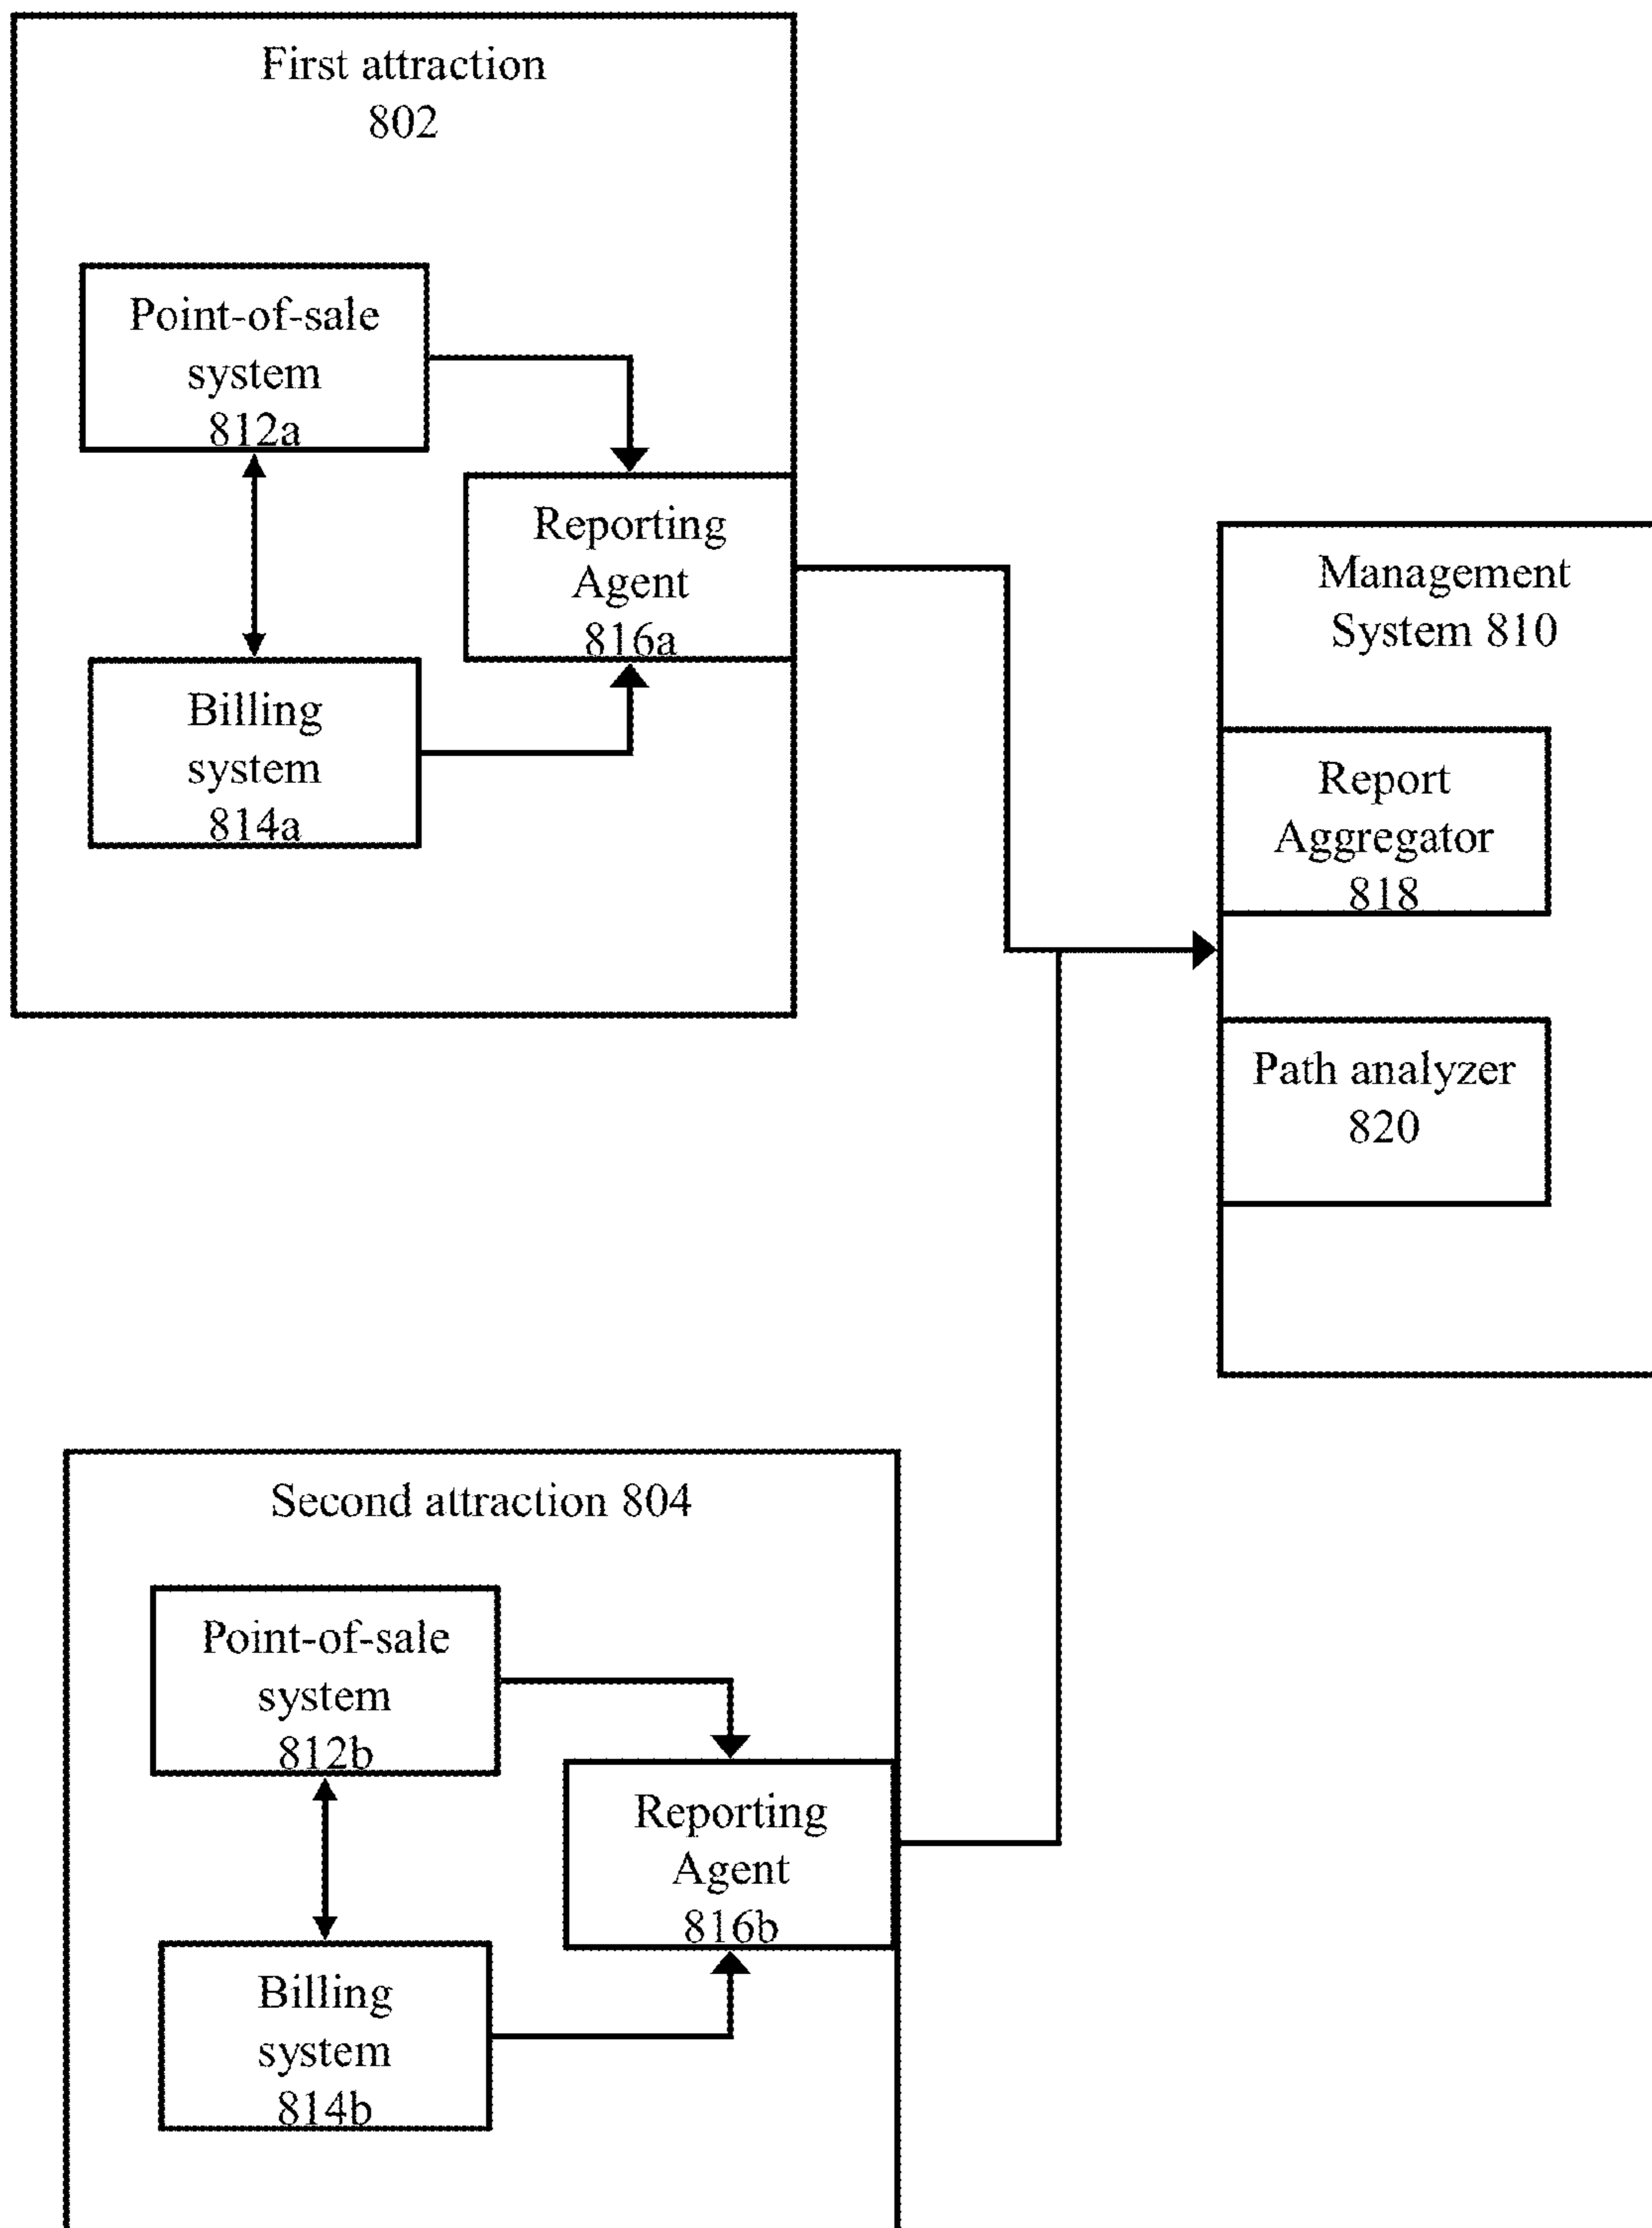 First attraction
802
Point-of-sale
system
812a
Reporting
Agent
816a
Billing
system
814a
Management
System 810
Report
Aggregator
818
Path analyzer
820
Second attraction 804
Point-of-sale
system
812b
Reporting
Agent
816b
Billing
system
814b